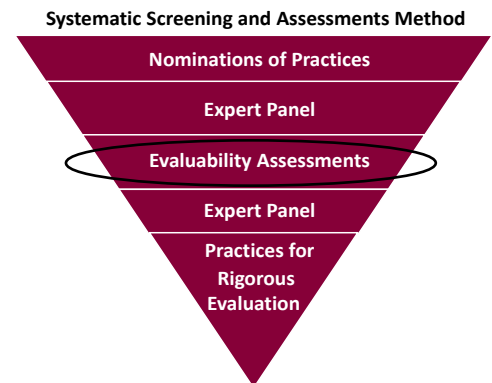 Systematic Screening and Assessments Method
Nominations of Practices
Expert Panel
Evaluability Assessments
Expert Panel
Practices for
Rigorous
Evaluation